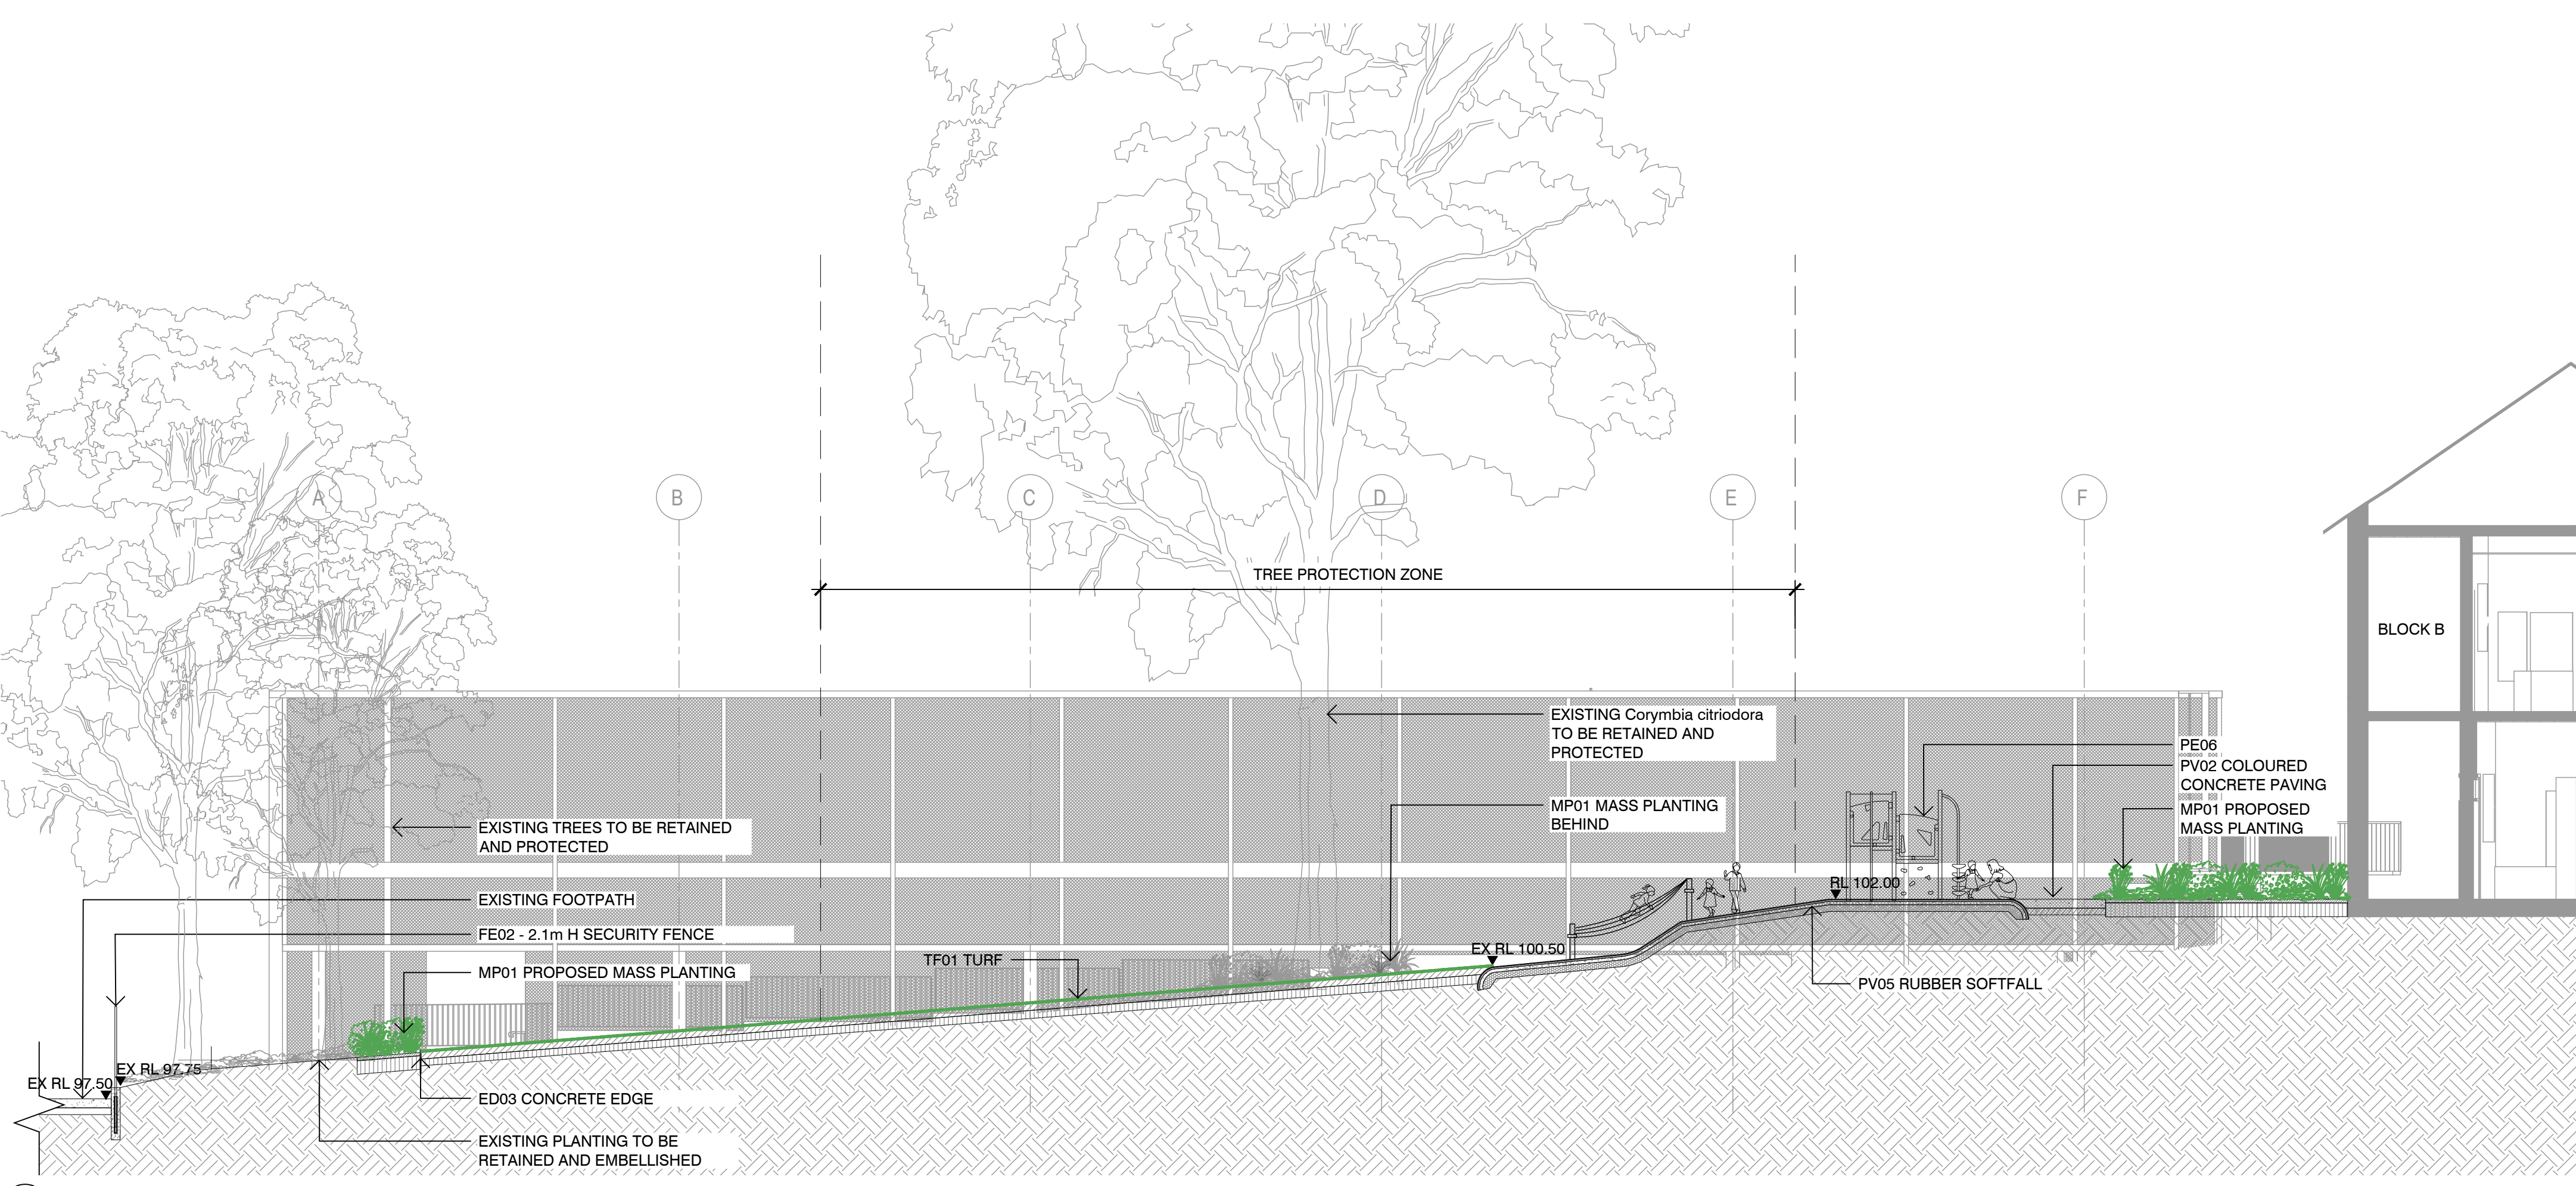 A
B
C
D
E
F
TREE PROTECTION ZONE
BLOCK B
EXISTING Corymbia citriodora
TO BE RETAINED AND
PROTECTED
PE06
PV02 COLOURED
CONCRETE PAVING
MP01 MASS PLANTING
BEHIND
MP01 PROPOSED
MASS PLANTING
EXISTING TREES TO BE RETAINED
AND PROTECTED
RL 102.00
EXISTING FOOTPATH
FE02 - 2.1m H SECURITY FENCE
EX RL 100.50
TF01 TURF
MP01 PROPOSED MASS PLANTING
PV05 RUBBER SOFTFALL
EX RL 97.75
EX RL 97.50
ED03 CONCRETE EDGE
EXISTING PLANTING TO BE
RETAINED AND EMBELLISHED